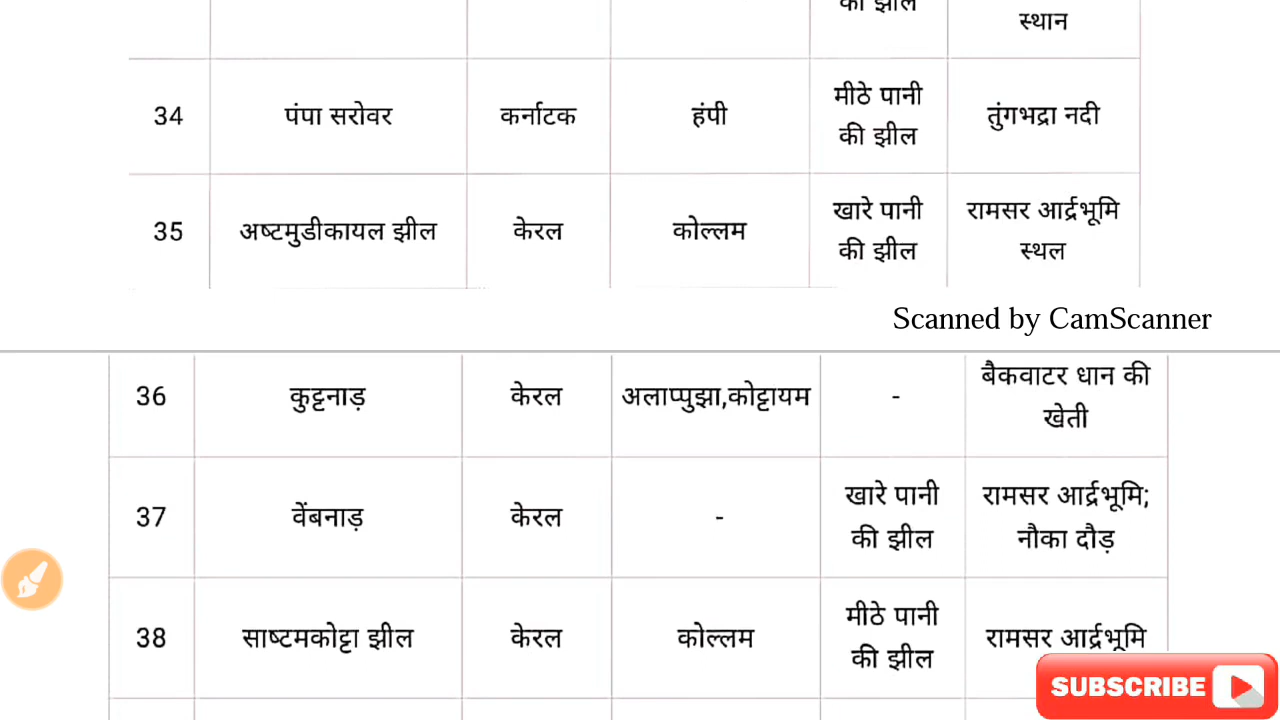 की झील
स्थान
34 पंपा सरोवर कर्नाटक हंपी मीठे पानी की झील तुंगभद्रा नदी
35 अष्टमुडीकायल झील केरल कोल्लम खारे पानी की झील रामसर आर्द्रभूमि स्थल
Scanned by CamScanner
36 कुट्टनाड़ केरल अलाप्पुझा,कोट्टायम - बैकवाटर धान की खेती
37 वेंबनाड़ केरल - खारे पानी की झील रामसर आर्द्रभूमि; नौका दौड़
38 साष्टमकोट्टा झील केरल कोल्लम मीठे पानी की झील रामसर आर्द्रभूमि
SUBSCRIBE